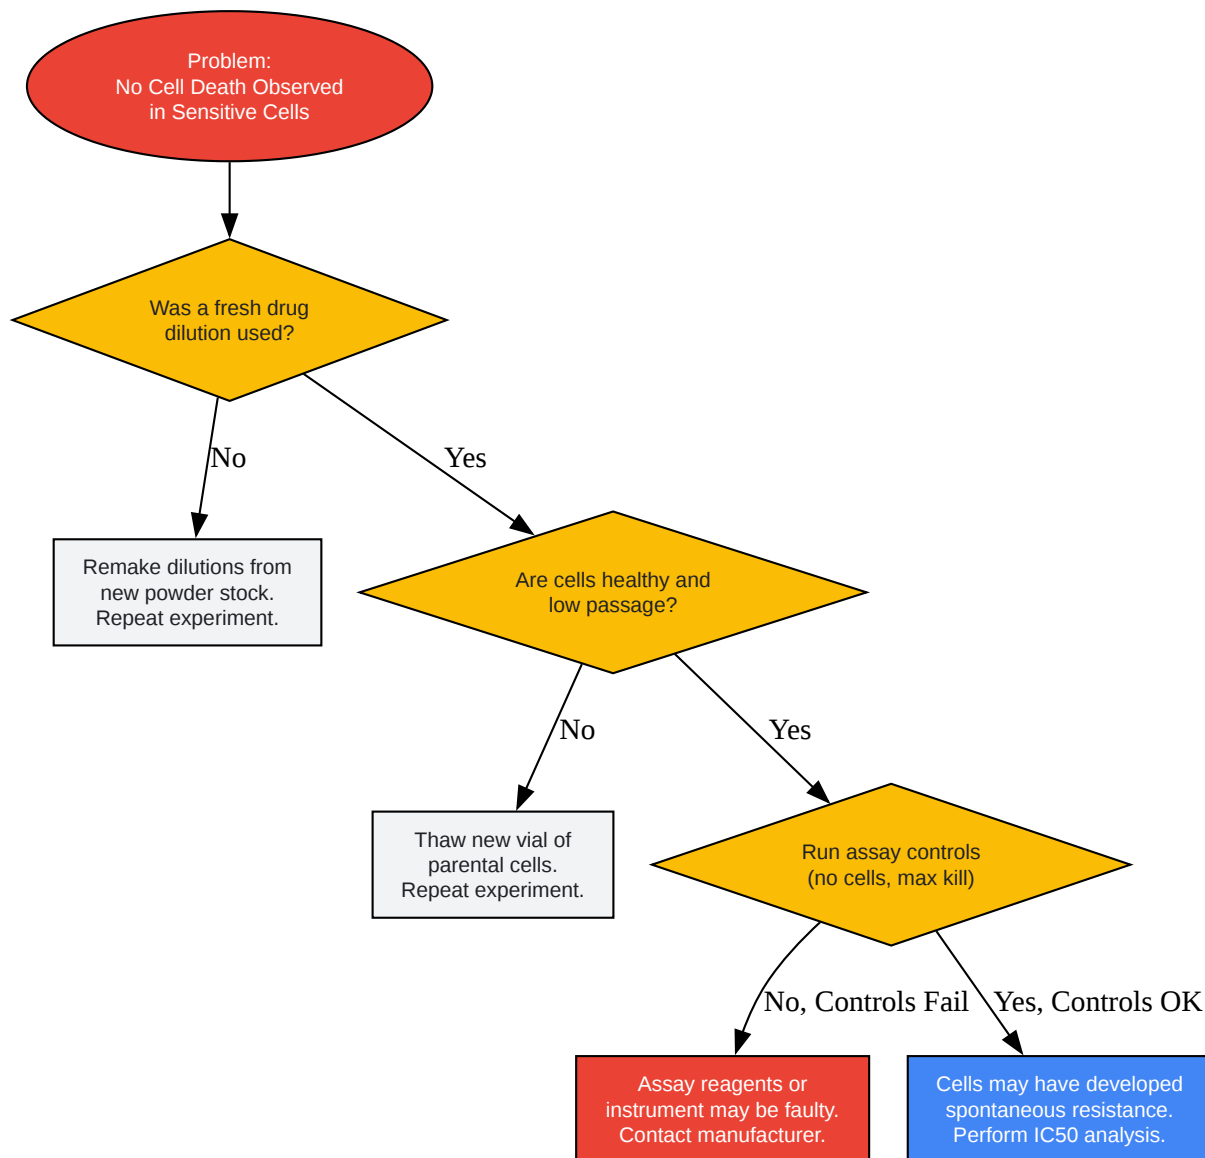 Problem:
No Cell Death Observed
in Sensitive Cells
Was a fresh drug
dilution used?
No
Yes
Remake dilutions from
new powder stock.
Repeat experiment.
Are cells healthy and
low passage?
No
Yes
Thaw new vial of
parental cells.
Repeat experiment.
Run assay controls
(no cells, max kill)
No, Controls Fail
Yes, Controls OK
Assay reagents or
instrument may be faulty.
Contact manufacturer.
Cells may have developed
spontaneous resistance.
Perform IC50 analysis.